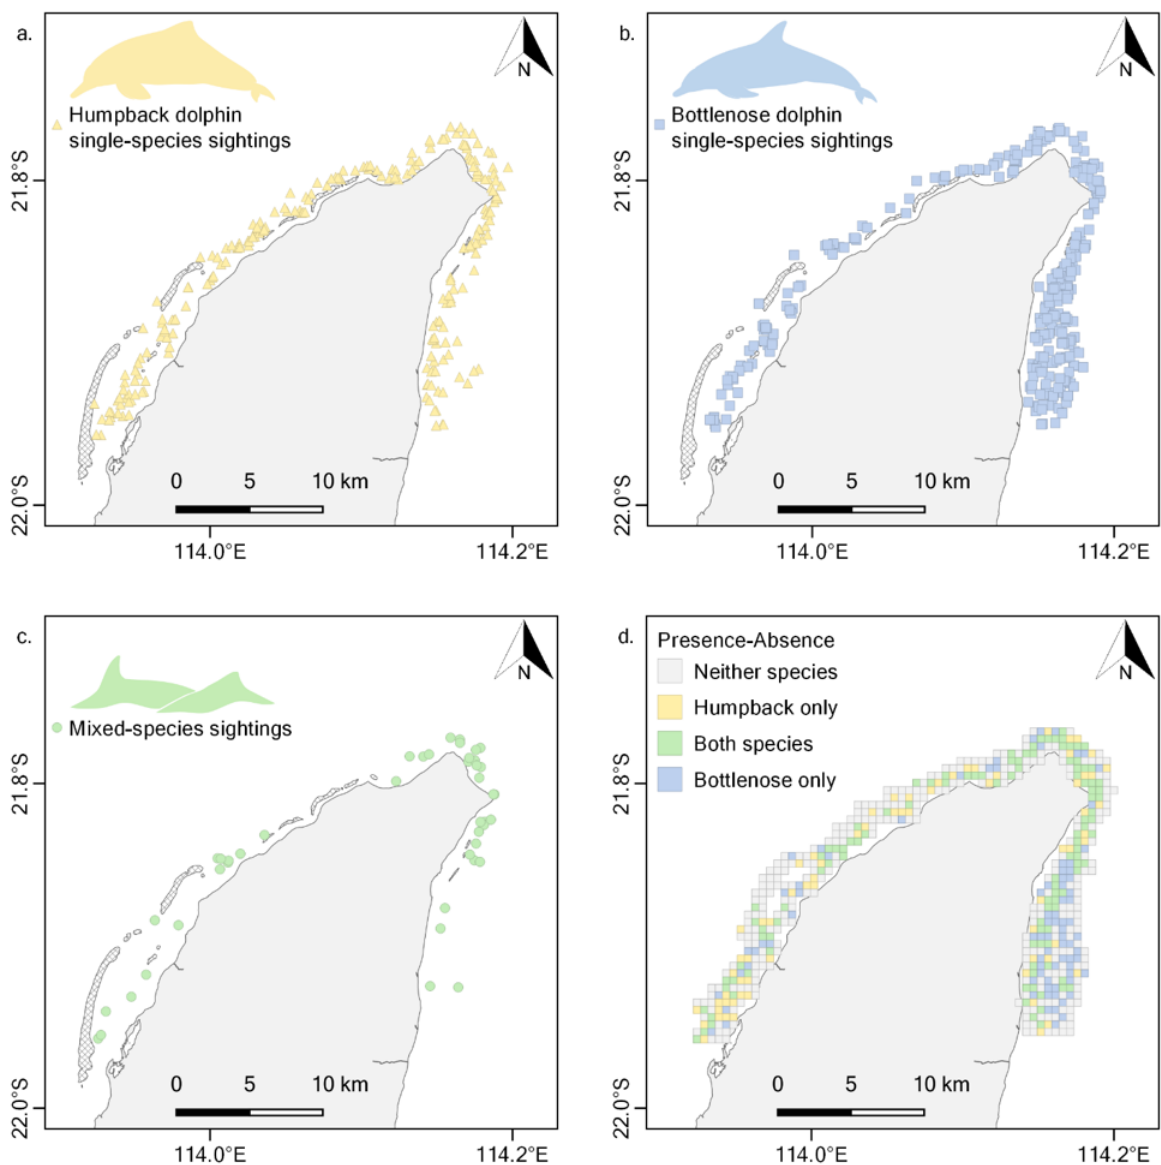 a.
N
Humpback dolphin
single-species sightings
21.8°S
22.0°S
0 5 10 km
114.0°E 114.2°E
b.
N
Bottlenose dolphin
single-species sightings
21.8°S
22.0°S
0 5 10 km
114.0°E 114.2°E
c.
N
Mixed-species sightings
21.8°S
22.0°S
0 5 10 km
114.0°E 114.2°E
d.
N
Presence-Absence
Neither species
Humpback only
Both species
Bottlenose only
21.8°S
22.0°S
0 5 10 km
114.0°E 114.2°E